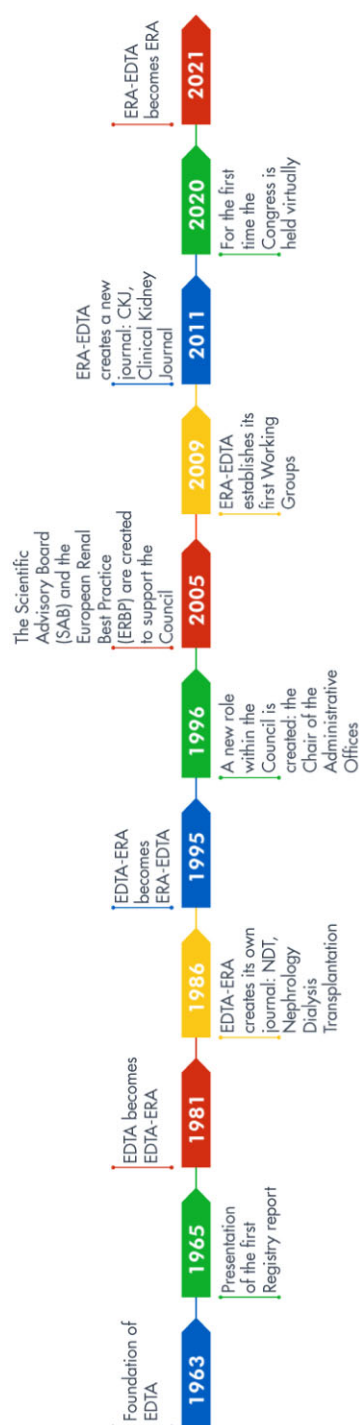 Foundation of
EDTA
1963
1965
Presentation
of the first
Registry report
EDTA becomes
EDTA-ERA
1981
1986
EDTA-ERA
creates its own
journal: NDT,
Nephrology
Dialysis
Transplantation
EDTA-ERA
becomes
ERA-EDTA
1995
1996
A new role
within the
Council is
created: the
Chair of the
Administrative
Offices
The Scientific
Advisory Board
(SAB) and the
European Renal
Best Practice
(ERBP) are created
to support the
Council
2005
2009
ERA-EDTA
establishes its
first Working
Groups
ERA-EDTA
creates a new
journal: CKJ,
Clinical Kidney
Journal
2011
2020
For the first
time the
Congress is
held virtually
ERA-EDTA
becomes ERA
2021